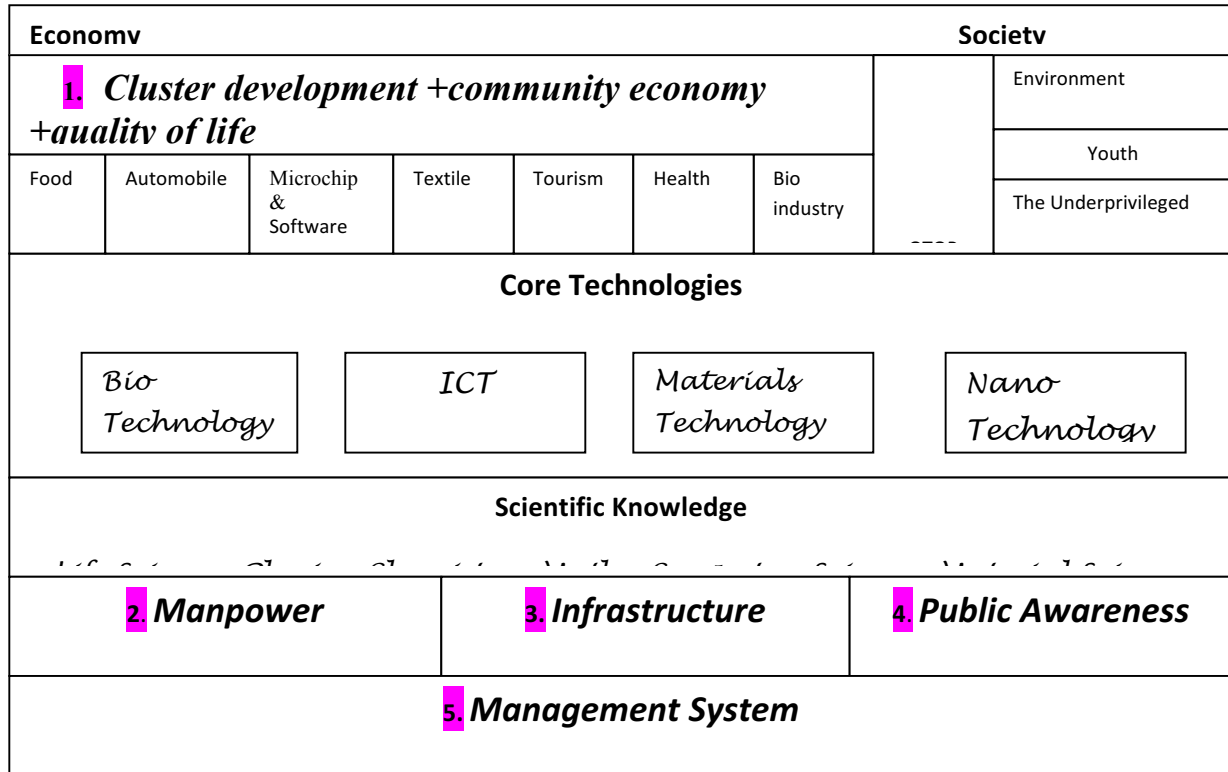 Economy Society
1. Cluster development +community economy
+quality of life
Environment
Youth
The Underprivileged
Food
Automobile
Microchip
&
Software
Textile
Tourism
Health
Bio
industry
Core Technologies
Bio
Technology
ICT
Materials
Technology
Nano
Technology
Scientific Knowledge
2. Manpower
3. Infrastructure
4. Public Awareness
5. Management System